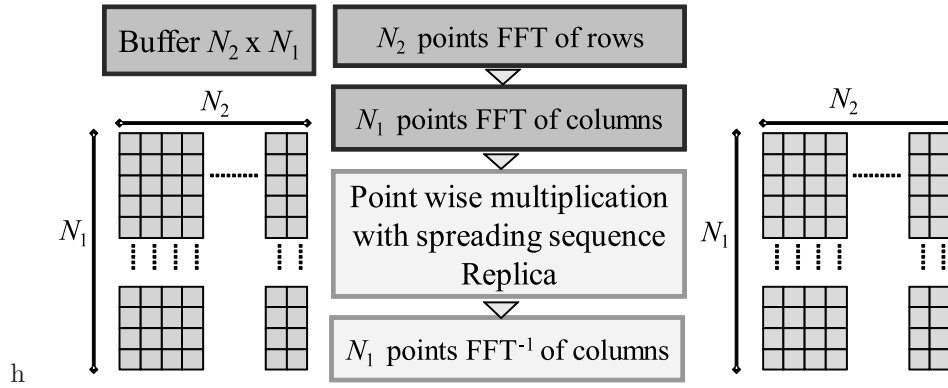 Buffer N₂ x N₁
N₂ points FFT of rows
N₂
N₁
N₁ points FFT of columns
Point wise multiplication
with spreading sequence
Replica
N₁ points FFT⁻¹ of columns
N₂
N₁
h